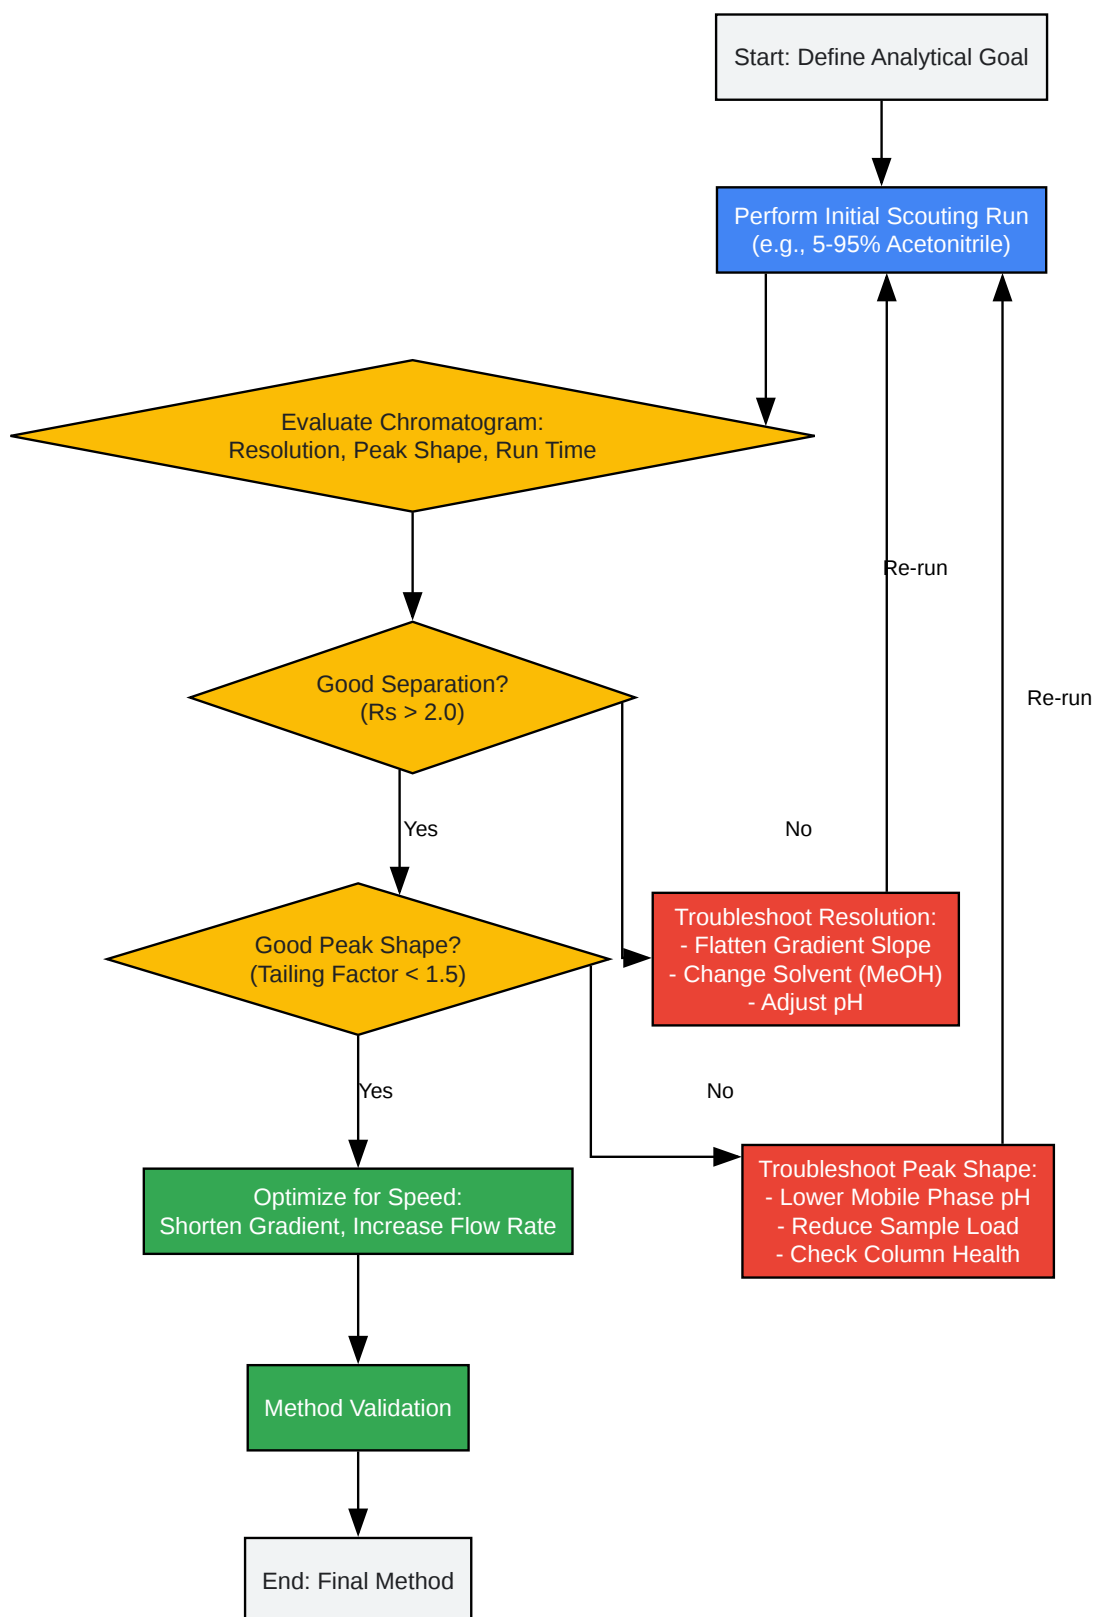 Start: Define Analytical Goal
Perform Initial Scouting Run
(e.g., 5-95% Acetonitrile)
Evaluate Chromatogram:
Resolution, Peak Shape, Run Time
Re-run
Good Separation?
(Rs > 2.0)
Re-run
Yes
No
Troubleshoot Resolution:
- Flatten Gradient Slope
- Change Solvent (MeOH)
- Adjust pH
Good Peak Shape?
(Tailing Factor < 1.5)
Yes
No
Troubleshoot Peak Shape:
- Lower Mobile Phase pH
- Reduce Sample Load
- Check Column Health
Optimize for Speed:
Shorten Gradient, Increase Flow Rate
Method Validation
End: Final Method